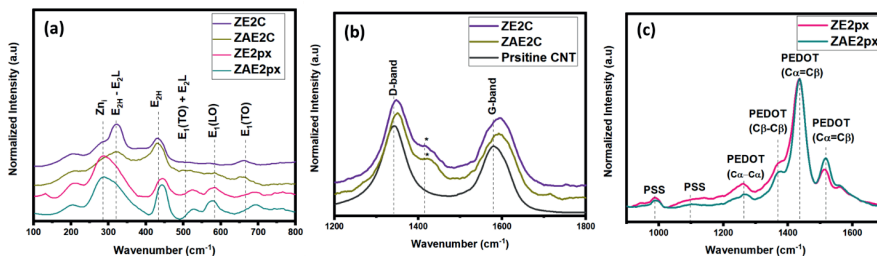 (a)
ZE2C
ZAE2C
ZE2px
ZAE2px
Zn_i
E_2H - E_2L
E_2H
E_1(TO) + E_2L
E_1(LO)
E_1(TO)
Normalized Intensity (a.u)
100 200 300 400 500 600 700 800
Wavenumber (cm⁻¹)
(b)
ZE2C
ZAE2C
Prsitine CNT
D-band
*
*
G-band
Normalized Intensity (a.u)
1200 1400 1600 1800
Wavenumber (cm⁻¹)
(c)
ZE2px
ZAE2px
PEDOT
(Cα=Cβ)
PEDOT
(Cβ-Cβ)
PEDOT
(Cα=Cβ)
PEDOT
(Cα-Cα)
PSS
PSS
Normalized Intensity (a.u)
1000 1200 1400 1600
Wavenumber (cm⁻¹)